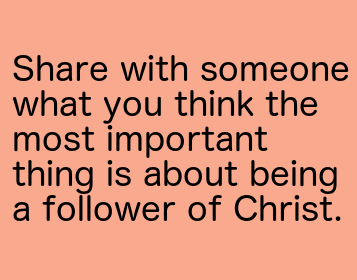 Share with someone
what you think the
most important
thing is about being
a follower of Christ.